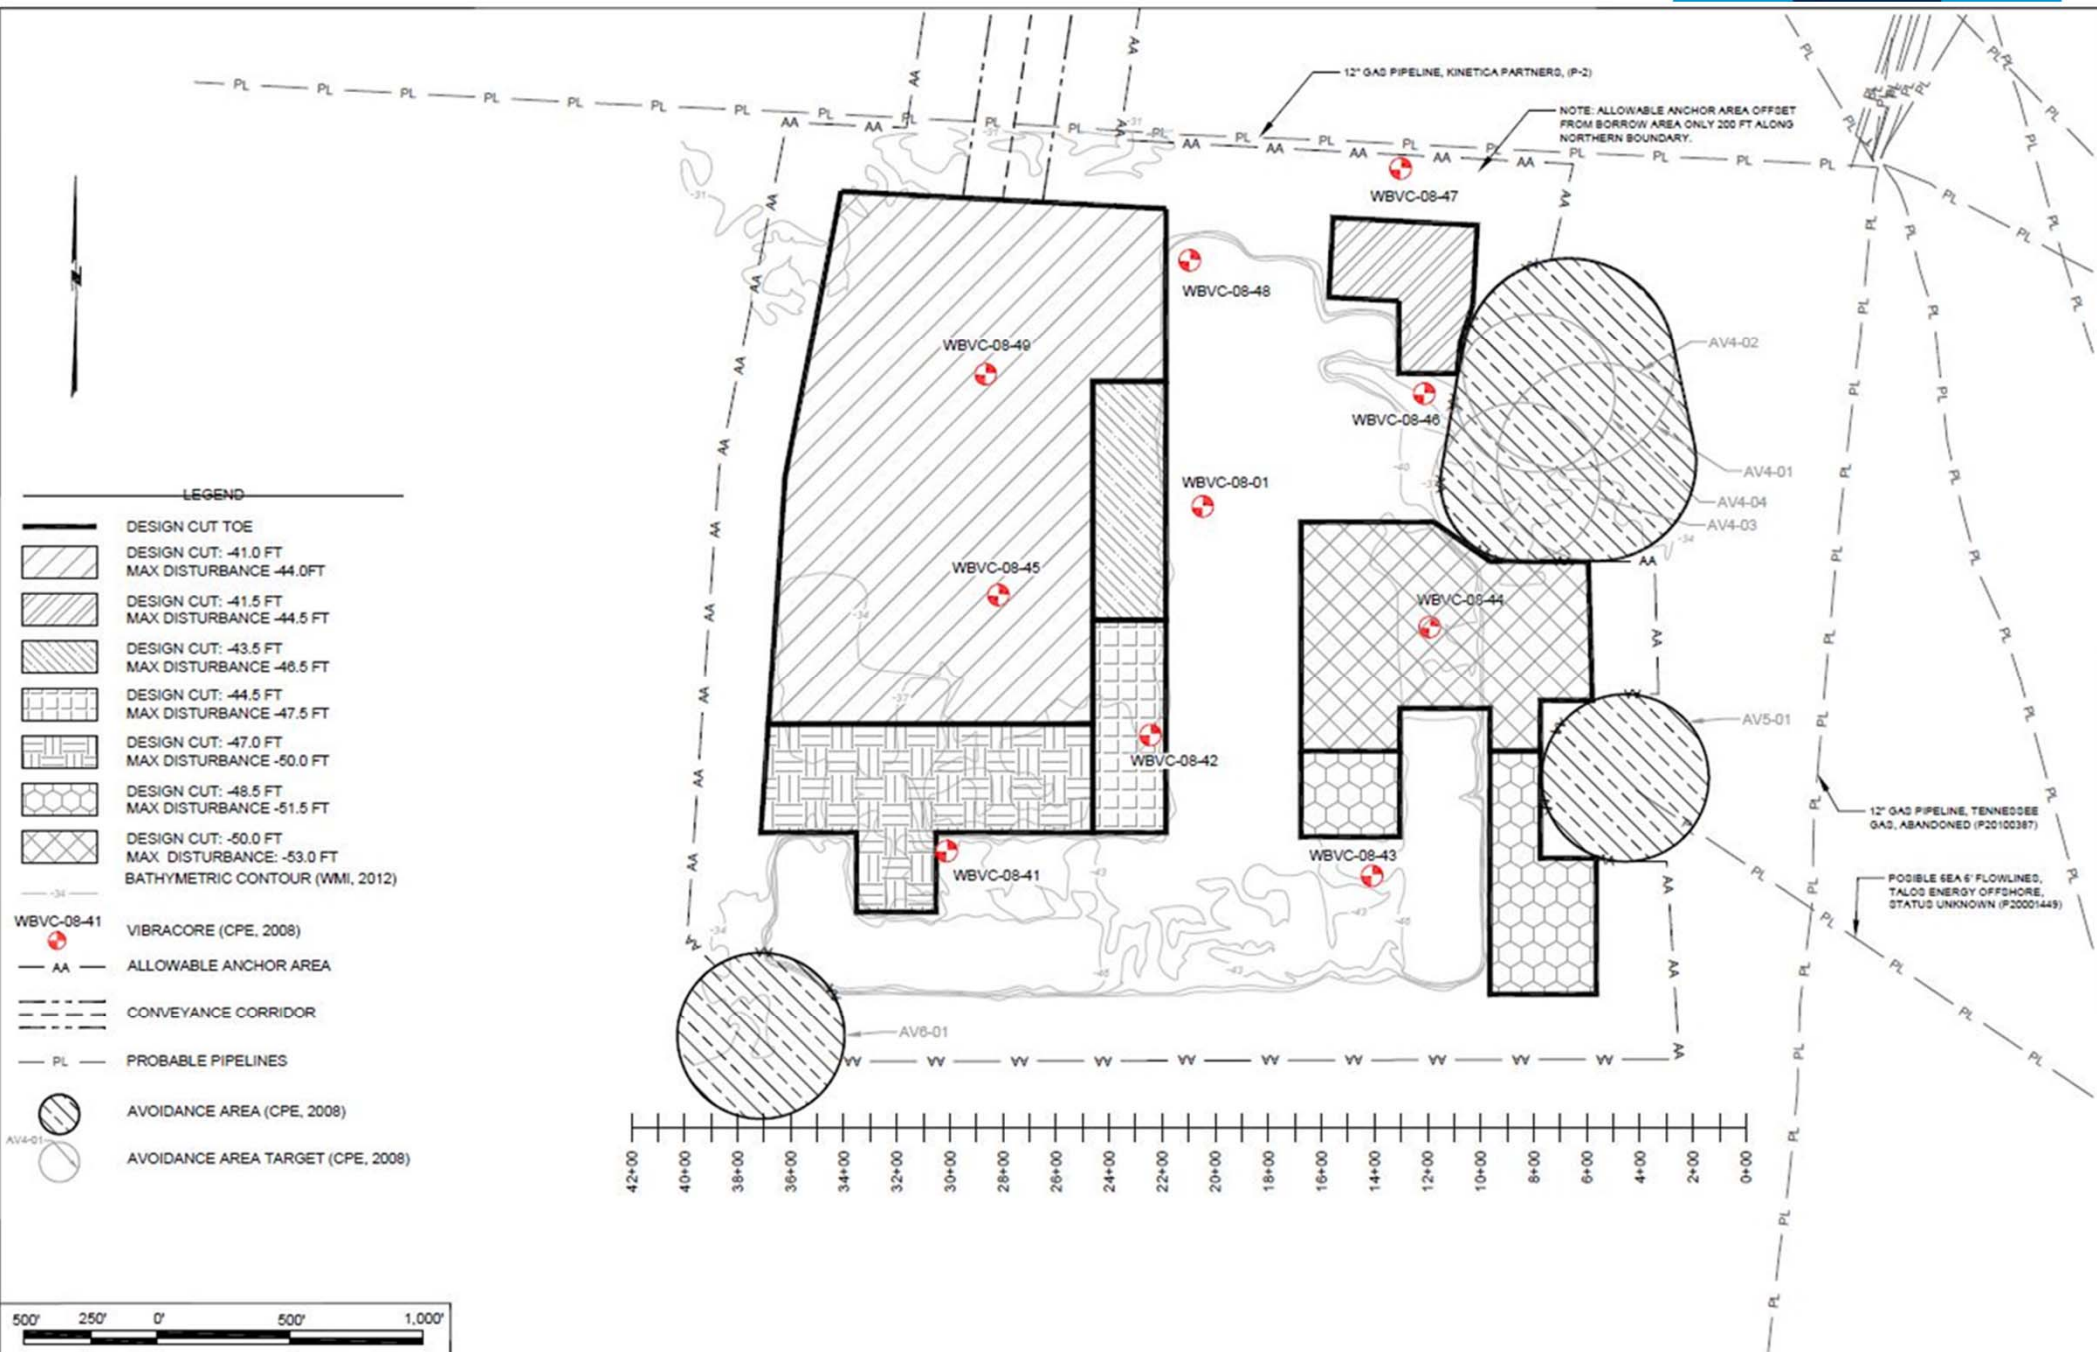 12" GAS PIPELINE, KINETICA PARTNERS, (P-2)
NOTE: ALLOWABLE ANCHOR AREA OFFSET
FROM BORROW AREA ONLY 200 FT ALONG
NORTHERN BOUNDARY.
WBVC-08-47
WBVC-08-48
WBVC-08-49
AV4-02
WBVC-08-46
AV4-01
WBVC-08-01
AV4-04
AV4-03
WBVC-08-45
WBVC-08-44
AV5-01
WBVC-08-42
12" GAS PIPELINE, TENNESSEE
GAS, ABANDONED (P20100387)
WBVC-08-43
WBVC-08-41
POSIBLE SEA 6' FLOWLINES,
TALOS ENERGY OFFSHORE,
STATUS UNKNOWN (P20001449)
AV6-01
LEGEND
DESIGN CUT TOE
DESIGN CUT: -41.0 FT
MAX DISTURBANCE -44.0FT
DESIGN CUT: -41.5 FT
MAX DISTURBANCE -44.5 FT
DESIGN CUT: -43.5 FT
MAX DISTURBANCE -46.5 FT
DESIGN CUT: -44.5 FT
MAX DISTURBANCE -47.5 FT
DESIGN CUT: -47.0 FT
MAX DISTURBANCE -50.0 FT
DESIGN CUT: -48.5 FT
MAX DISTURBANCE -51.5 FT
DESIGN CUT: -50.0 FT
MAX DISTURBANCE: -53.0 FT
-34 BATHYMETRIC CONTOUR (WMI, 2012)
WBVC-08-41
VIBRACORE (CPE, 2008)
AA ALLOWABLE ANCHOR AREA
CONVEYANCE CORRIDOR
PL PROBABLE PIPELINES
AVOIDANCE AREA (CPE, 2008)
AV4-01
AVOIDANCE AREA TARGET (CPE, 2008)
42+00 40+00 38+00 36+00 34+00 32+00 30+00 28+00 26+00 24+00 22+00 20+00 18+00 16+00 14+00 12+00 10+00 8+00 6+00 4+00 2+00 0+00
500' 250' 0' 500' 1,000'
N